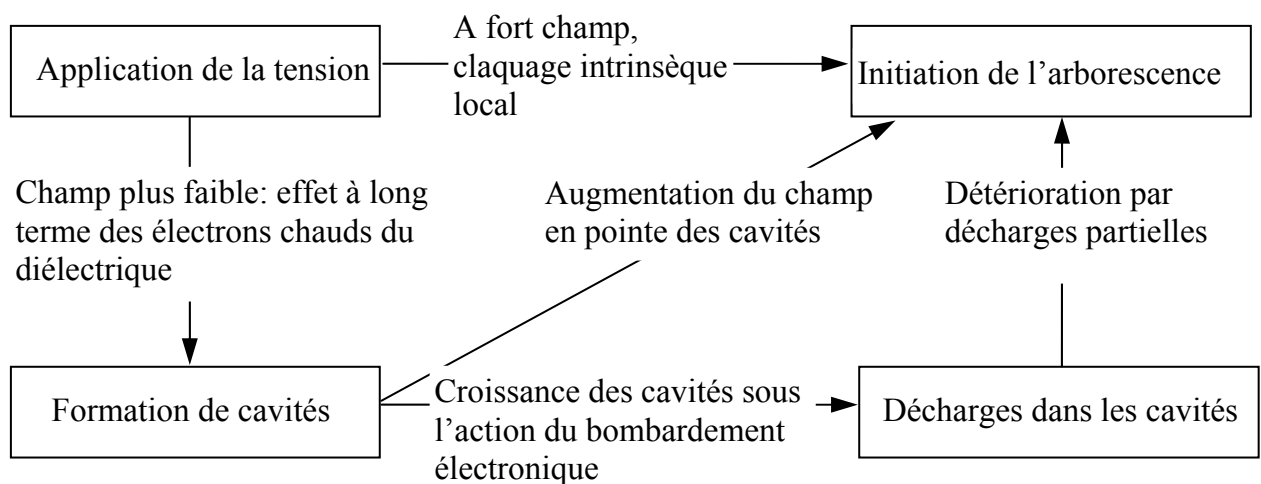 Application de la tension
A fort champ,
claquage intrinsèque
local
Initiation de l’arborescence
Champ plus faible: effet à long
terme des électrons chauds du
diélectrique
Augmentation du champ
en pointe des cavités
Détérioration par
décharges partielles
Formation de cavités
Croissance des cavités sous
l’action du bombardement
électronique
Décharges dans les cavités